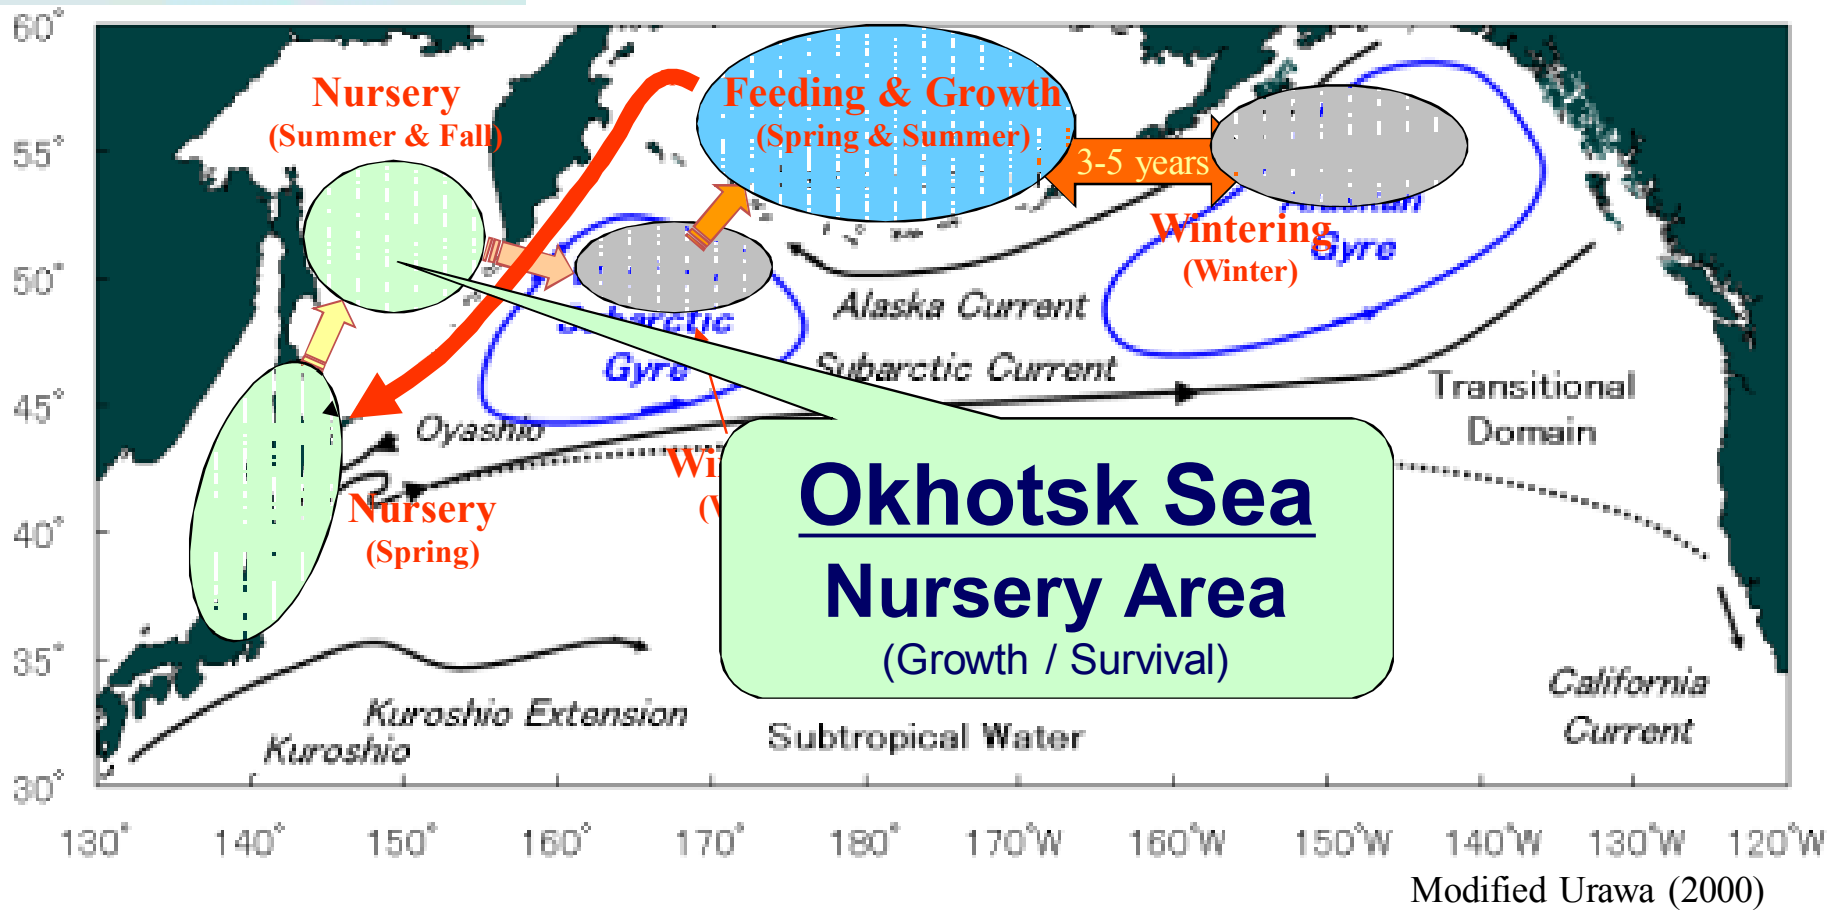 60°
55°
50°
45°
40°
35°
30°
130°
140°
150°
160°
170°
180°
170°W
160°W
150°W
140°W
130°W
120°W
Nursery
(Summer & Fall)
Feeding & Growth
(Spring & Summer)
3-5 years
Wintering
(Winter)
Gyre
Subarctic
Gyre
Alaska Current
Subarctic Current
Transitional
Domain
Oyashio
Nursery
(Spring)
Okhotsk Sea
Nursery Area
(Growth / Survival)
Kuroshio Extension
Kuroshio
Subtropical Water
California
Current
Modified Urawa (2000)